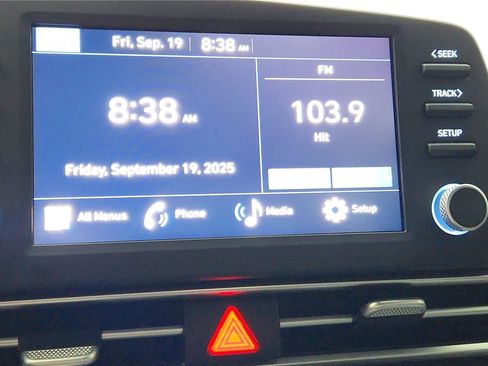 Fri, Sep. 19 8:38 AM
FM
8:38 AM
103.9
Hit
Friday, September 19, 2025
All Menus Phone Media Setup
< SEEK
TRACK >
SETUP